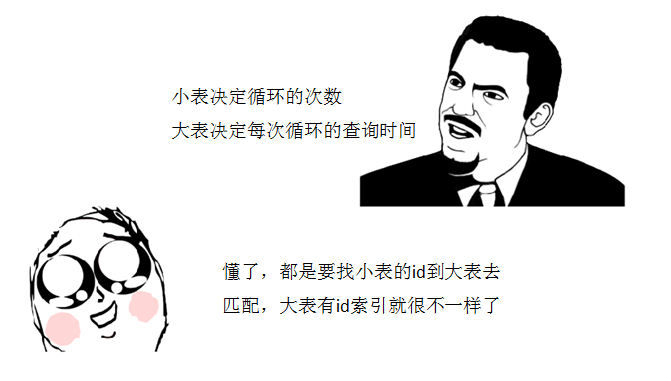 小表决定循环的次数
大表决定每次循环的查询时间
懂了，都是要找小表的id到大表去
匹配，大表有id索引就很不一样了